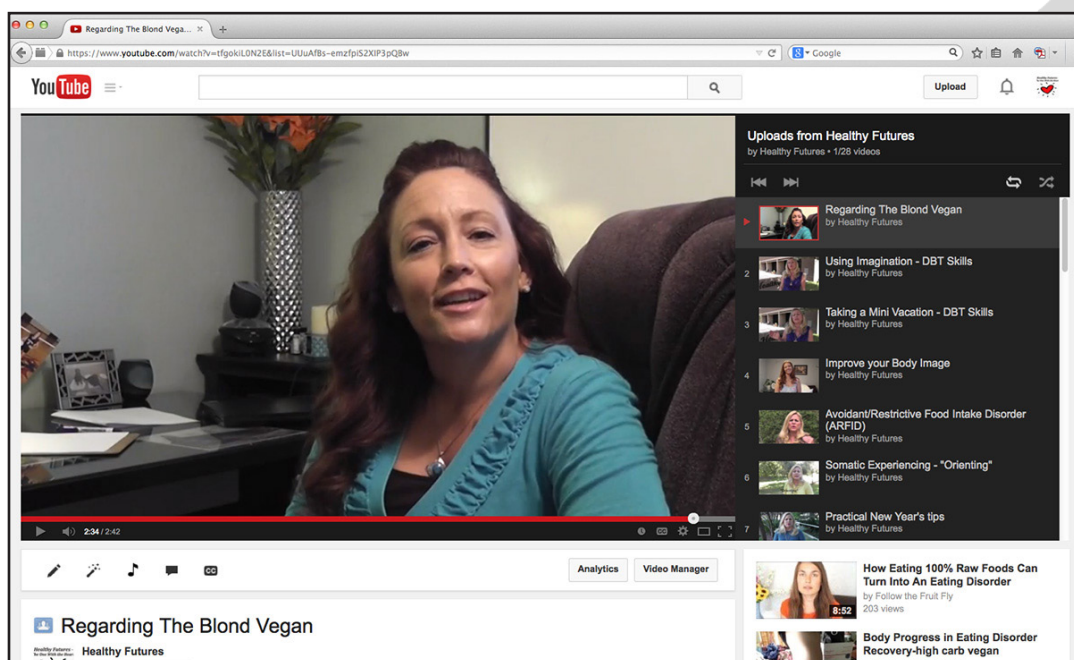 Regarding The Blond Vega... ×
https://www.youtube.com/watch?v=tfgokiL0N2E&list=UUuAfBs-emzfpiS2XIP3pQBw
Google
YouTube
Upload
Uploads from Healthy Futures
by Healthy Futures • 1/28 videos
Regarding The Blond Vegan
by Healthy Futures
2
Using Imagination - DBT Skills
by Healthy Futures
3
Taking a Mini Vacation - DBT Skills
by Healthy Futures
4
Improve your Body Image
by Healthy Futures
5
Avoidant/Restrictive Food Intake Disorder
(ARFID)
by Healthy Futures
6
Somatic Experiencing - "Orienting"
by Healthy Futures
7
Practical New Year's tips
by Healthy Futures
2:34 / 2:42
CC
Analytics
Video Manager
Regarding The Blond Vegan
Healthy Futures
8:52
How Eating 100% Raw Foods Can
Turn Into An Eating Disorder
by Follow the Fruit Fly
203 views
Body Progress in Eating Disorder
Recovery-high carb vegan